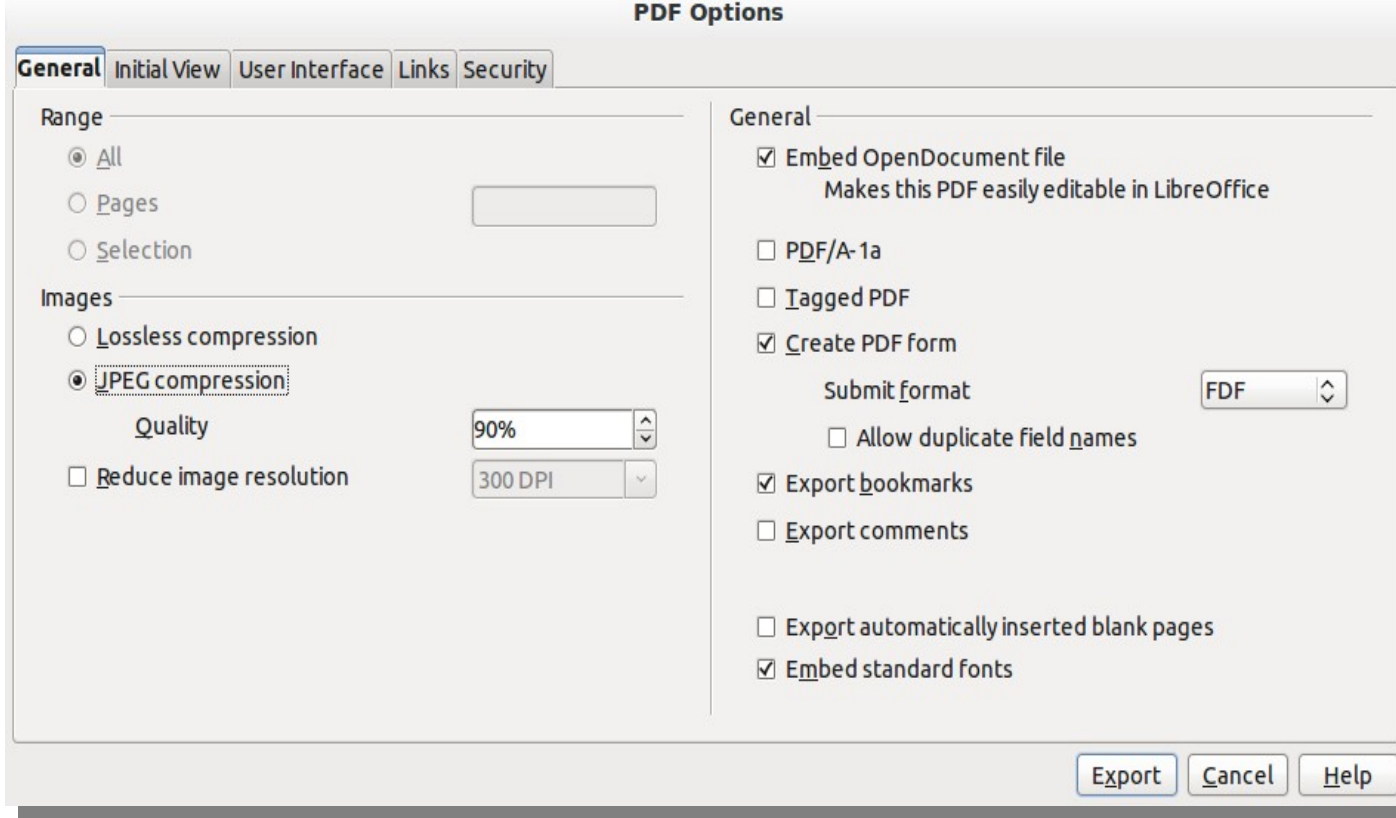 PDF Options
General Initial View User Interface Links Security
Range
All
Pages
Selection
Images
Lossless compression
JPEG compression
Quality 90%
Reduce image resolution 300 DPI
General
Embed OpenDocument file
Makes this PDF easily editable in LibreOffice
PDF/A-1a
Tagged PDF
Create PDF form
Submit format FDF
Allow duplicate field names
Export bookmarks
Export comments
Export automatically inserted blank pages
Embed standard fonts
Export Cancel Help